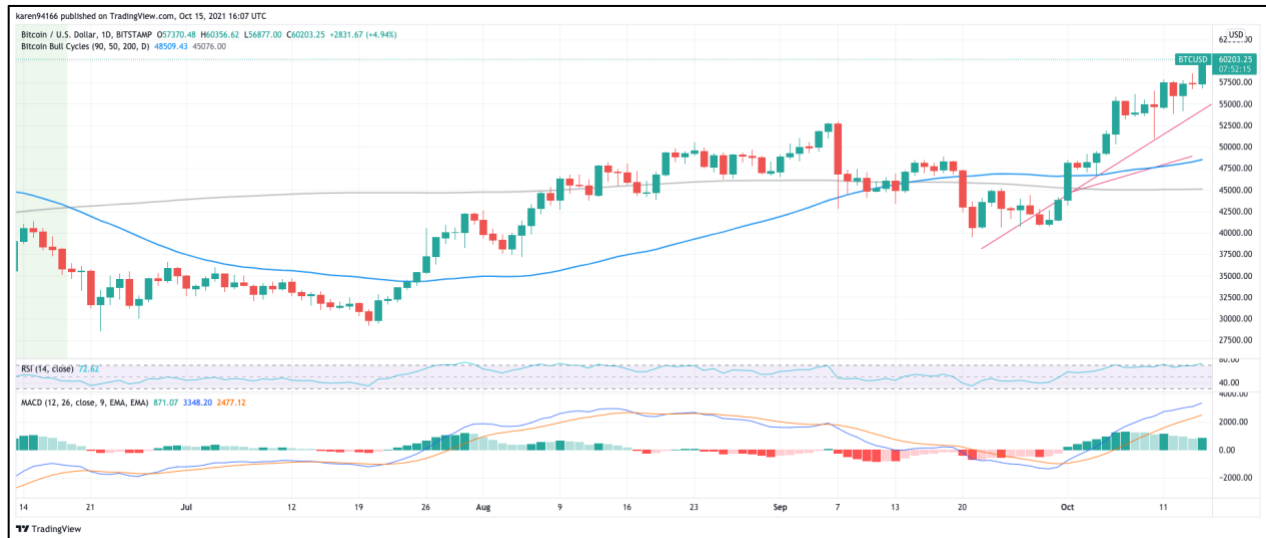 karen94166 published on TradingView.com, Oct 15, 2021 16:07 UTC
Bitcoin / U.S. Dollar, 1D, BITSTAMP O57370.48 H60356.62 L56877.00 C60203.25 +2831.67 (+4.94%)
Bitcoin Bull Cycles (90, 50, 200, D) 48509.43 45076.00
USD
BTCUSD 60203.25
07:52:15
57500.00
55000.00
52500.00
50000.00
47500.00
45000.00
42500.00
40000.00
37500.00
35000.00
32500.00
30000.00
27500.00
RSI (14, close) 72.62
80.00
40.00
MACD (12, 26, close, 9, EMA, EMA) 871.07 3348.20 2477.12
4000.00
2000.00
0.00
−2000.00
14 21 Jul 12 19 26 Aug 9 16 23 Sep 7 13 20 Oct 11
TradingView